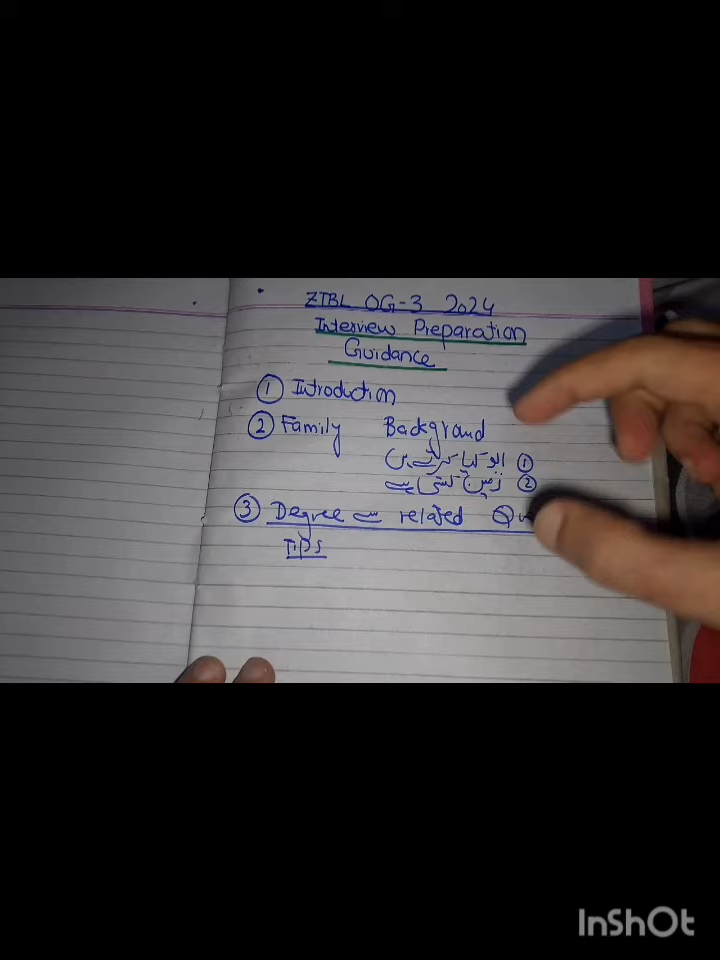 ZTBL OG-3 2024
Interview Preparation
Guidance
① Introduction
② Family Background
① ابو کیا کرتے ہیں
② زمین کتنی ہے
③ Degree سے related
TIPS
InShOt